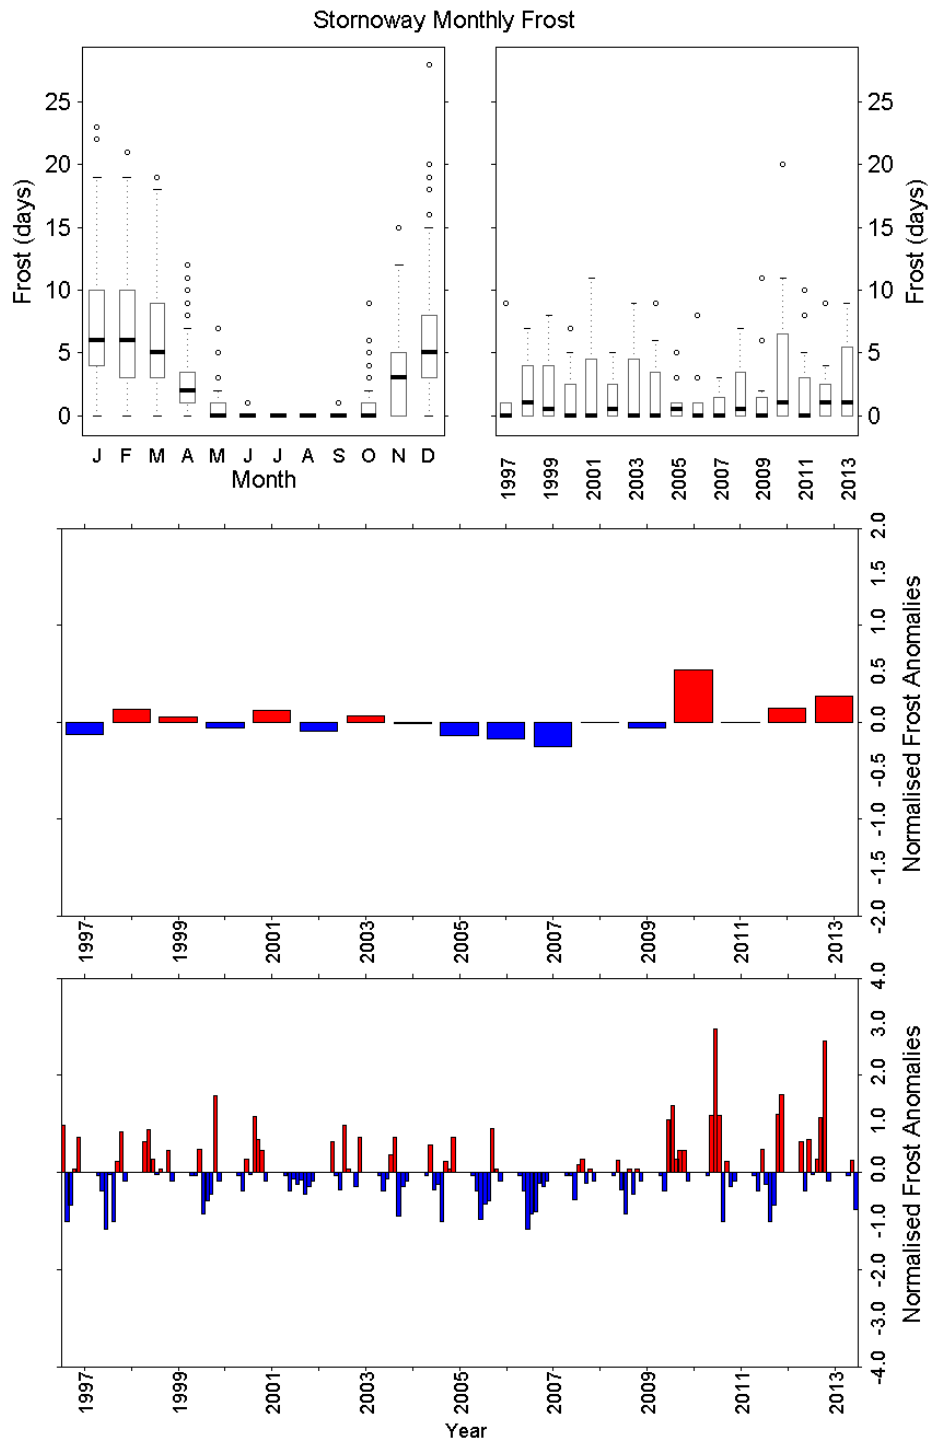 Stornoway Monthly Frost
Frost (days)
25
20
15
10
5
0
J F M A M J J A S O N D
Month
25
20
15
10
5
0
Frost (days)
1997 1999 2001 2003 2005 2007 2009 2011 2013
2.0
1.5
1.0
0.5
0.0
-0.5
-1.0
-1.5
-2.0
Normalised Frost Anomalies
1997 1999 2001 2003 2005 2007 2009 2011 2013
4.0
3.0
2.0
1.0
0.0
-1.0
-2.0
-3.0
-4.0
Normalised Frost Anomalies
1997 1999 2001 2003 2005 2007 2009 2011 2013
Year